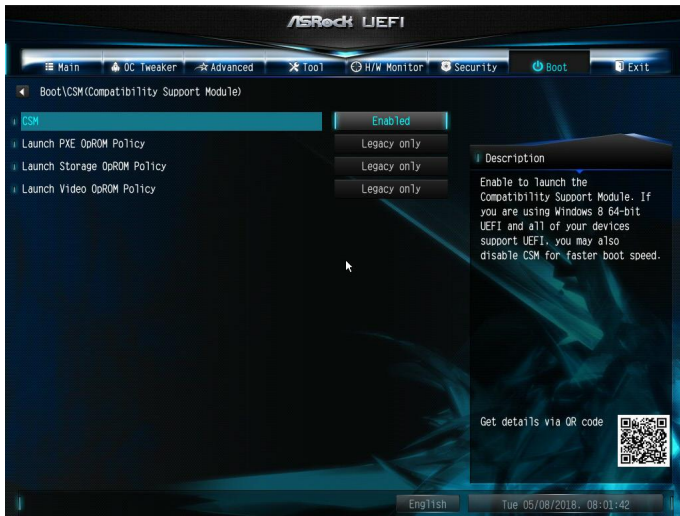 ASRock UEFI
Main
OC Tweaker
Advanced
Tool
H/W Monitor
Security
Boot
Exit
Boot\CSM(Compatibility Support Module)
CSM Enabled
Launch PXE OpROM Policy Legacy only
Launch Storage OpROM Policy Legacy only
Launch Video OpROM Policy Legacy only
Description
Enable to launch the
Compatibility Support Module. If
you are using Windows 8 64-bit
UEFI and all of your devices
support UEFI, you may also
disable CSM for faster boot speed.
Get details via QR code
English
Tue 05/08/2018, 08:01:42